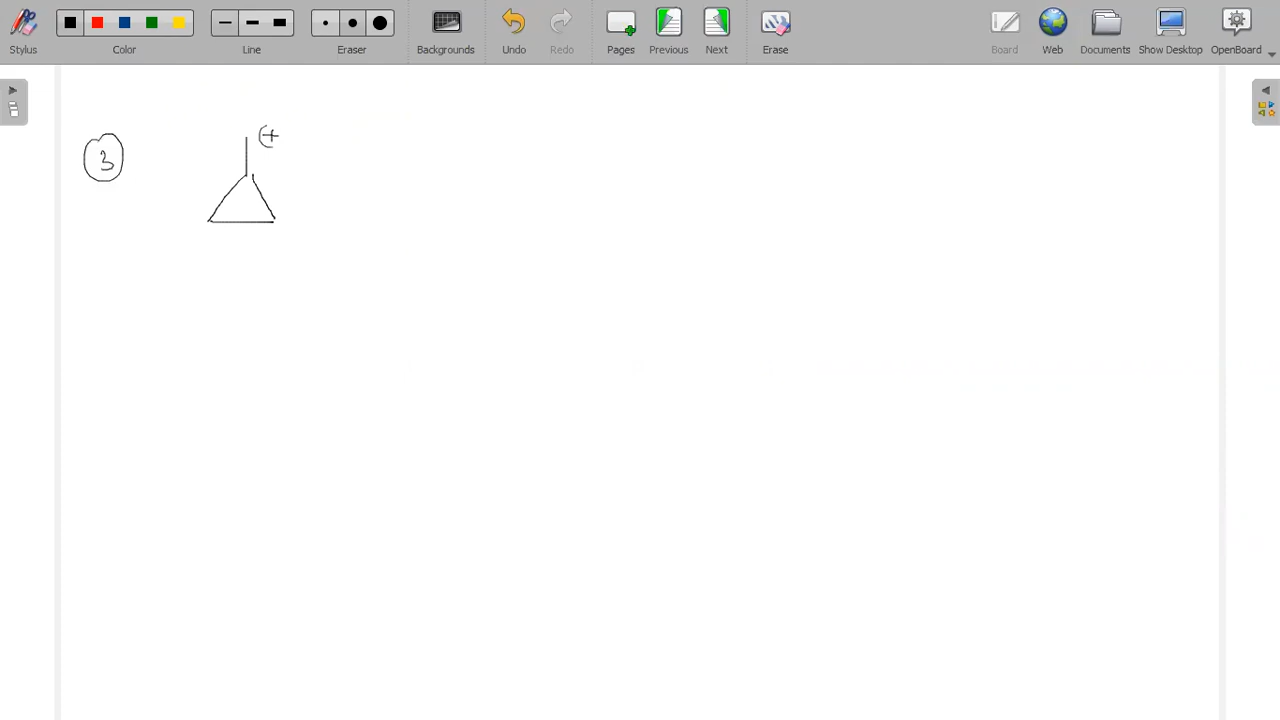 Stylus Color Line Eraser Backgrounds Undo Redo Pages Previous Next Erase Board Web Documents Show Desktop OpenBoard
3
(+